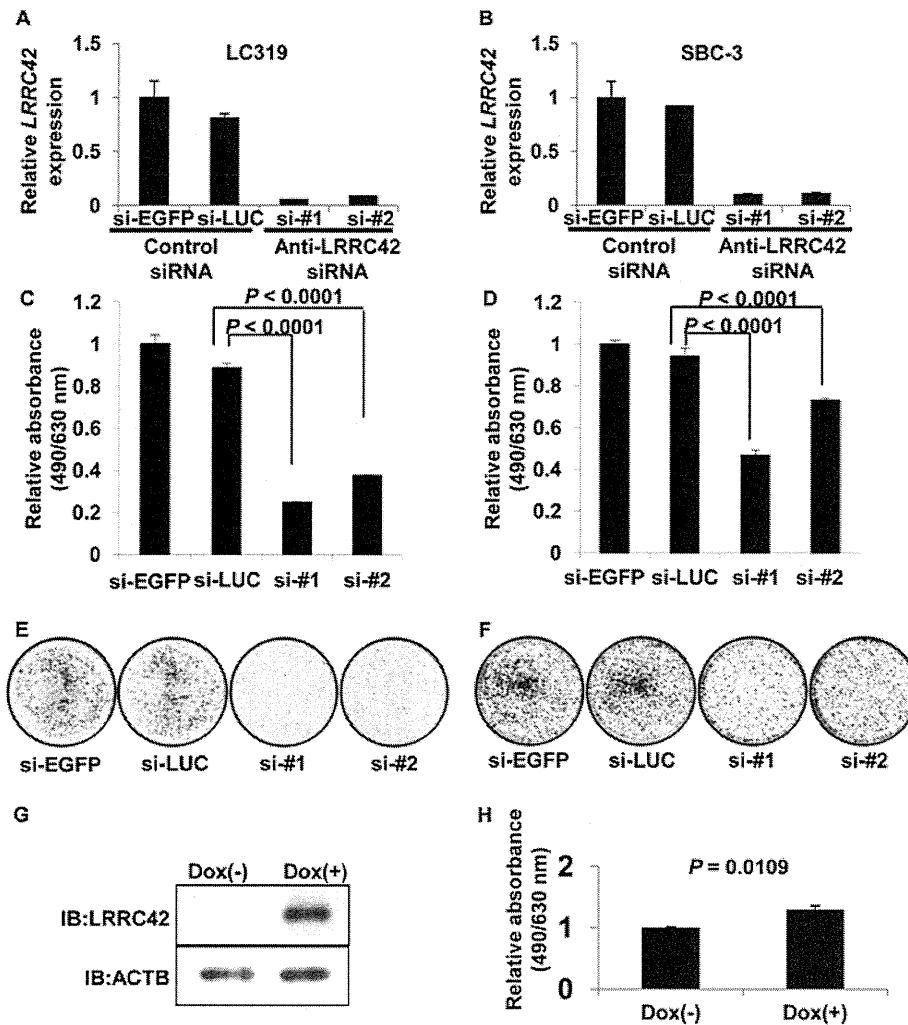 A
Relative LRRC42 expression
LC319
1.5
1
0.5
0
si-EGFP si-LUC si-#1 si-#2
Control siRNA
Anti-LRRC42 siRNA
B
Relative LRRC42 expression
SBC-3
1.5
1
0.5
0
si-EGFP si-LUC si-#1 si-#2
Control siRNA
Anti-LRRC42 siRNA
C
Relative absorbance (490/630 nm)
1.2
1
0.8
0.6
0.4
0.2
0
P < 0.0001
P < 0.0001
si-EGFP si-LUC si-#1 si-#2
D
Relative absorbance (490/630 nm)
1.2
1
0.8
0.6
0.4
0.2
0
P < 0.0001
P < 0.0001
si-EGFP si-LUC si-#1 si-#2
E
si-EGFP si-LUC si-#1 si-#2
F
si-EGFP si-LUC si-#1 si-#2
G
Dox(-) Dox(+)
IB:LRRC42
IB:ACTB
H
Relative absorbance (490/630 nm)
2
1
0
P = 0.0109
Dox(-) Dox(+)